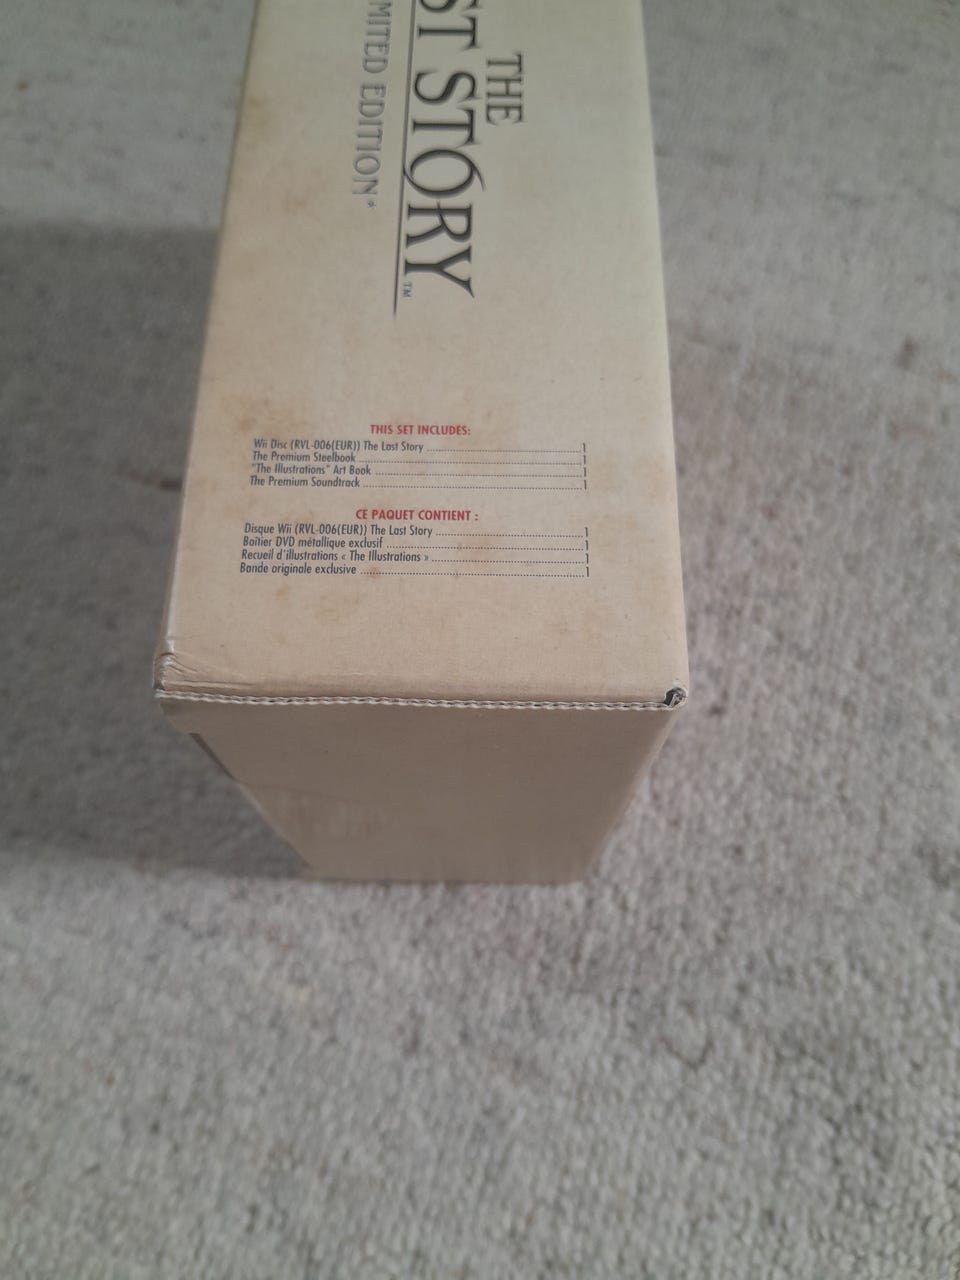 THE
ST STORY™
MITED EDITION*
THIS SET INCLUDES:
Wii Disc (RVL-006(EUR)) The Last Story ........ 1
The Premium Steelbook ........ 1
"The Illustrations" Art Book ........ 1
The Premium Soundtrack ........ 1
CE PAQUET CONTIENT :
Disque Wii (RVL-006(EUR)) The Last Story ........ 1
Boîtier DVD métallique exclusif ........ 1
Recueil d'illustrations « The Illustrations » ........ 1
Bande originale exclusive ........ 1